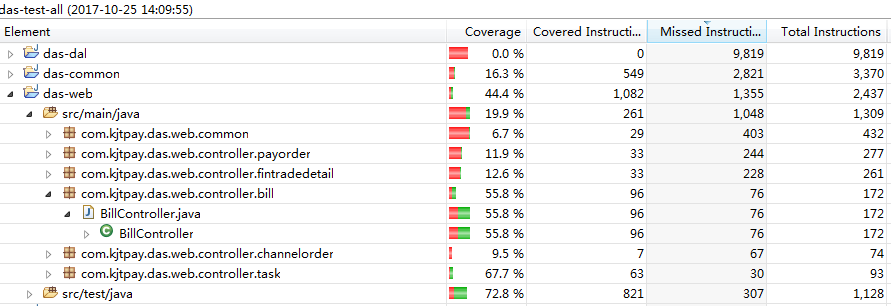 das-test-all (2017-10-25 14:09:55)
Element Coverage Covered Instructi... Missed Instructi... Total Instructions
das-dal 0.0 % 0 9,819 9,819
das-common 16.3 % 549 2,821 3,370
das-web 44.4 % 1,082 1,355 2,437
src/main/java 19.9 % 261 1,048 1,309
com.kjtpay.das.web.common 6.7 % 29 403 432
com.kjtpay.das.web.controller.payorder 11.9 % 33 244 277
com.kjtpay.das.web.controller.fintradedetail 12.6 % 33 228 261
com.kjtpay.das.web.controller.bill 55.8 % 96 76 172
BillController.java 55.8 % 96 76 172
BillController 55.8 % 96 76 172
com.kjtpay.das.web.controller.channelorder 9.5 % 7 67 74
com.kjtpay.das.web.controller.task 67.7 % 63 30 93
src/test/java 72.8 % 821 307 1,128